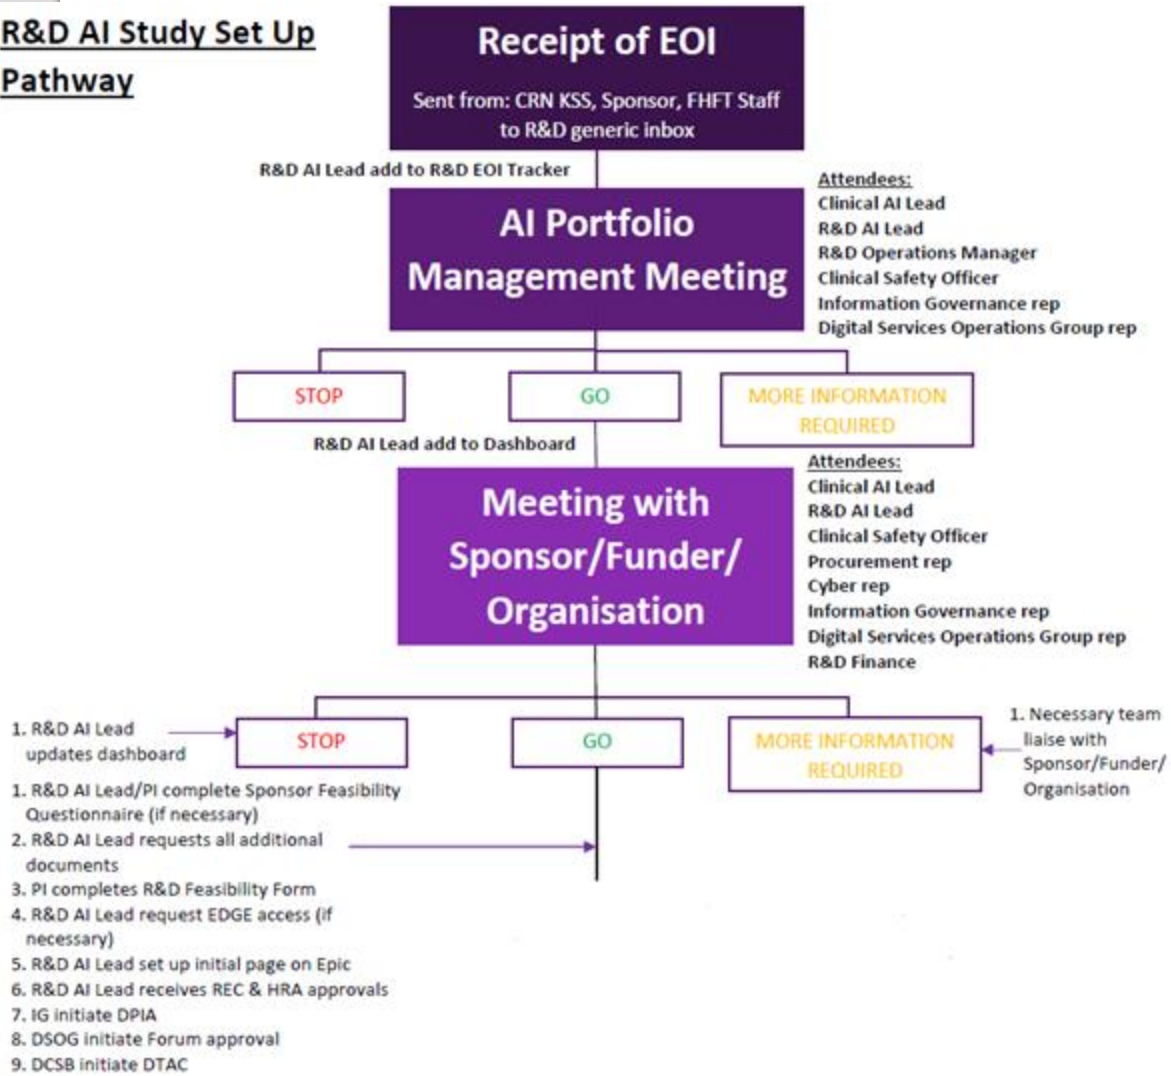 R&D AI Study Set Up
Pathway
Receipt of EOI
Sent from: CRN KSS, Sponsor, FHFT Staff
to R&D generic inbox
R&D AI Lead add to R&D EOI Tracker
AI Portfolio
Management Meeting
Attendees:
Clinical AI Lead
R&D AI Lead
R&D Operations Manager
Clinical Safety Officer
Information Governance rep
Digital Services Operations Group rep
STOP
GO
MORE INFORMATION
REQUIRED
R&D AI Lead add to Dashboard
Meeting with
Sponsor/Funder/
Organisation
Attendees:
Clinical AI Lead
R&D AI Lead
Clinical Safety Officer
Procurement rep
Cyber rep
Information Governance rep
Digital Services Operations Group rep
R&D Finance
1. R&D AI Lead
updates dashboard
STOP
GO
MORE INFORMATION
REQUIRED
1. Necessary team
liaise with
Sponsor/Funder/
Organisation
1. R&D AI Lead/PI complete Sponsor Feasibility
Questionnaire (if necessary)
2. R&D AI Lead requests all additional
documents
3. PI completes R&D Feasibility Form
4. R&D AI Lead request EDGE access (if
necessary)
5. R&D AI Lead set up initial page on Epic
6. R&D AI Lead receives REC & HRA approvals
7. IG initiate DPIA
8. DSOG initiate Forum approval
9. DCSB initiate DTAC